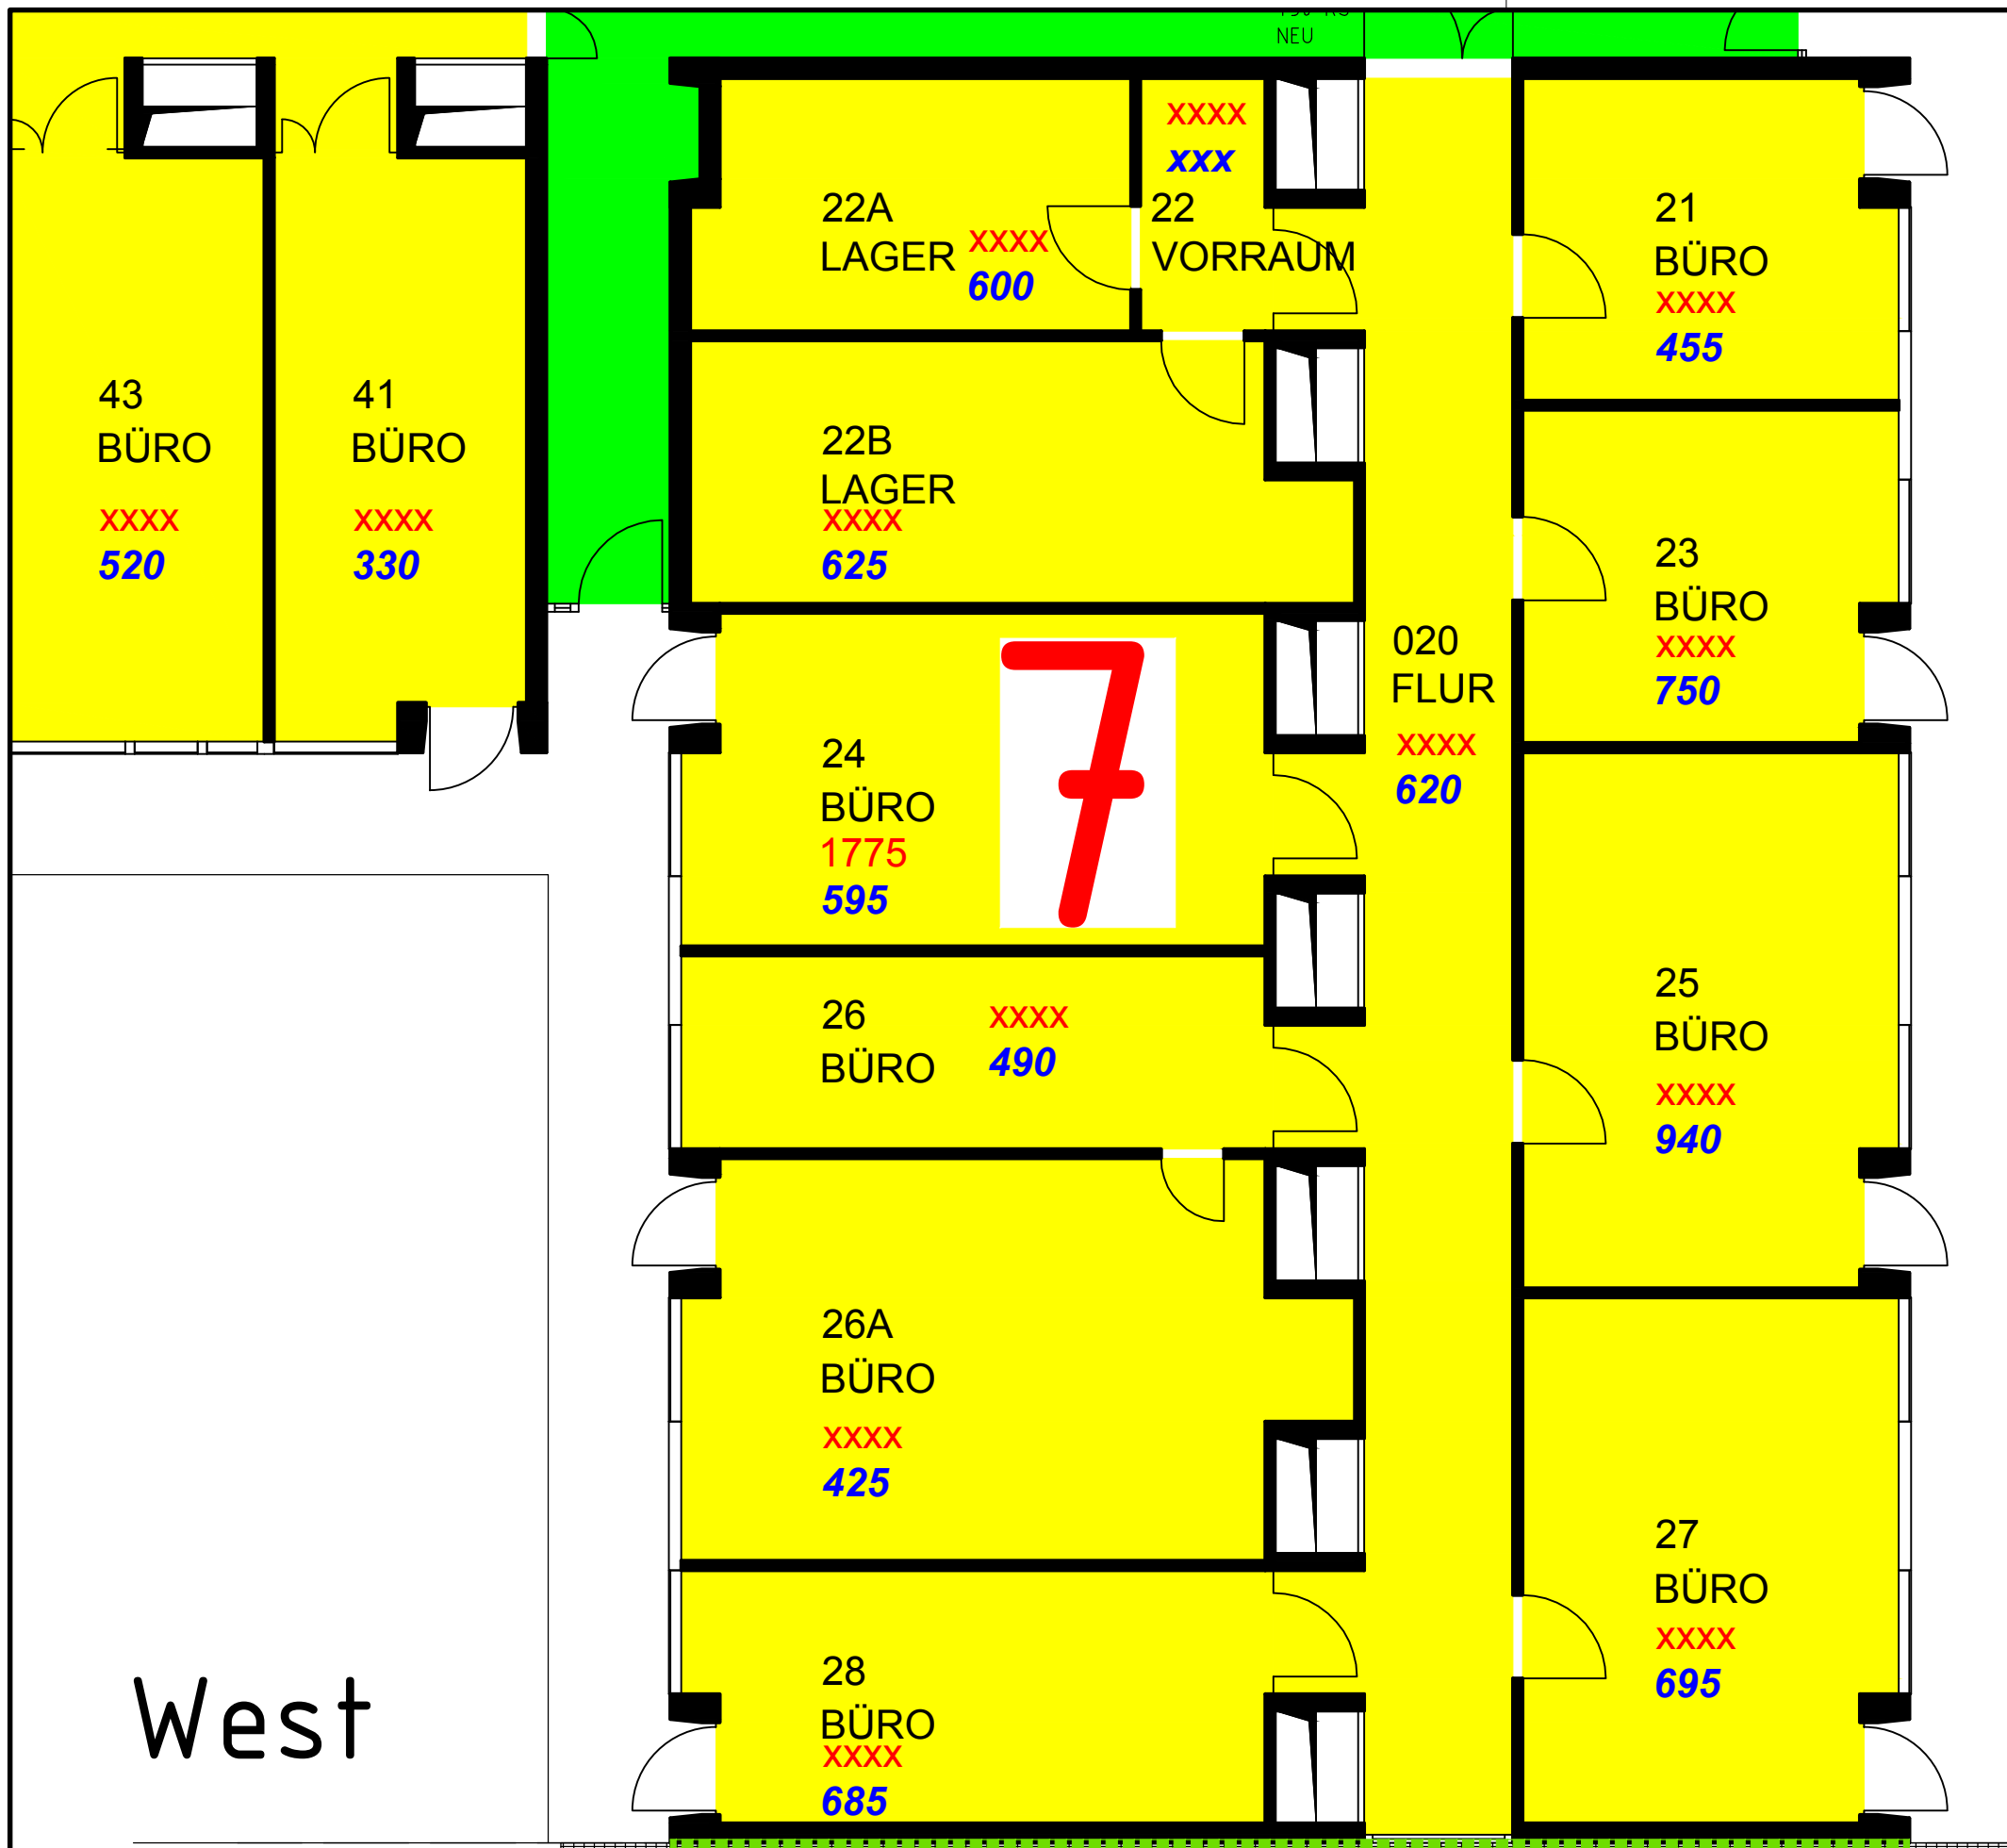 NEU
xxxx
xxx
22A
LAGER
xxxx
600
22
VORRAUM
21
BÜRO
xxxx
455
43
BÜRO
xxxx
520
41
BÜRO
xxxx
330
22B
LAGER
xxxx
625
23
BÜRO
xxxx
750
020
FLUR
xxxx
620
24
BÜRO
1775
595
7
26
BÜRO
xxxx
490
25
BÜRO
xxxx
940
26A
BÜRO
xxxx
425
27
BÜRO
xxxx
695
28
BÜRO
xxxx
685
West